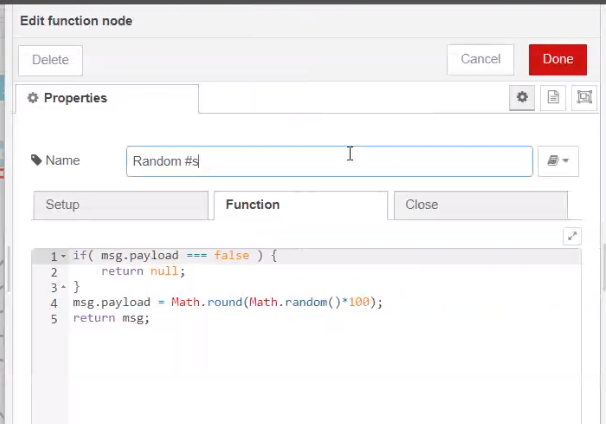 Edit function node
Delete
Cancel
Done
Properties
Name
Random #s
Setup
Function
Close
1 if( msg.payload === false ) {
2 return null;
3 }
4 msg.payload = Math.round(Math.random()*100);
5 return msg;